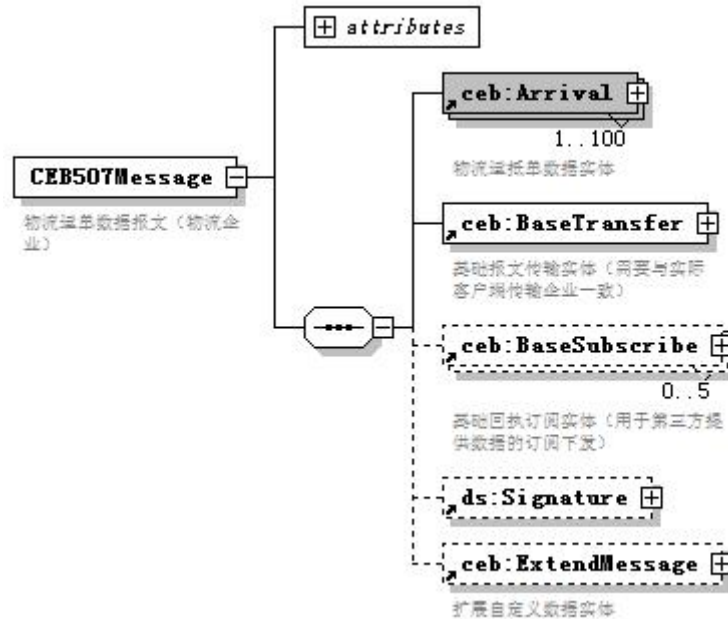 attributes
ceb:Arrival
1..100
物流运抵单数据实体
CEB507Message
物流运单数据报文（物流企
业）
ceb:BaseTransfer
基础报文传输实体（需要与实际
客户端传输企业一致）
ceb:BaseSubscribe
0..5
基础回执订阅实体（用于第三方提
供数据的订阅下发）
ds:Signature
ceb:ExtendMessage
扩展自定义数据实体